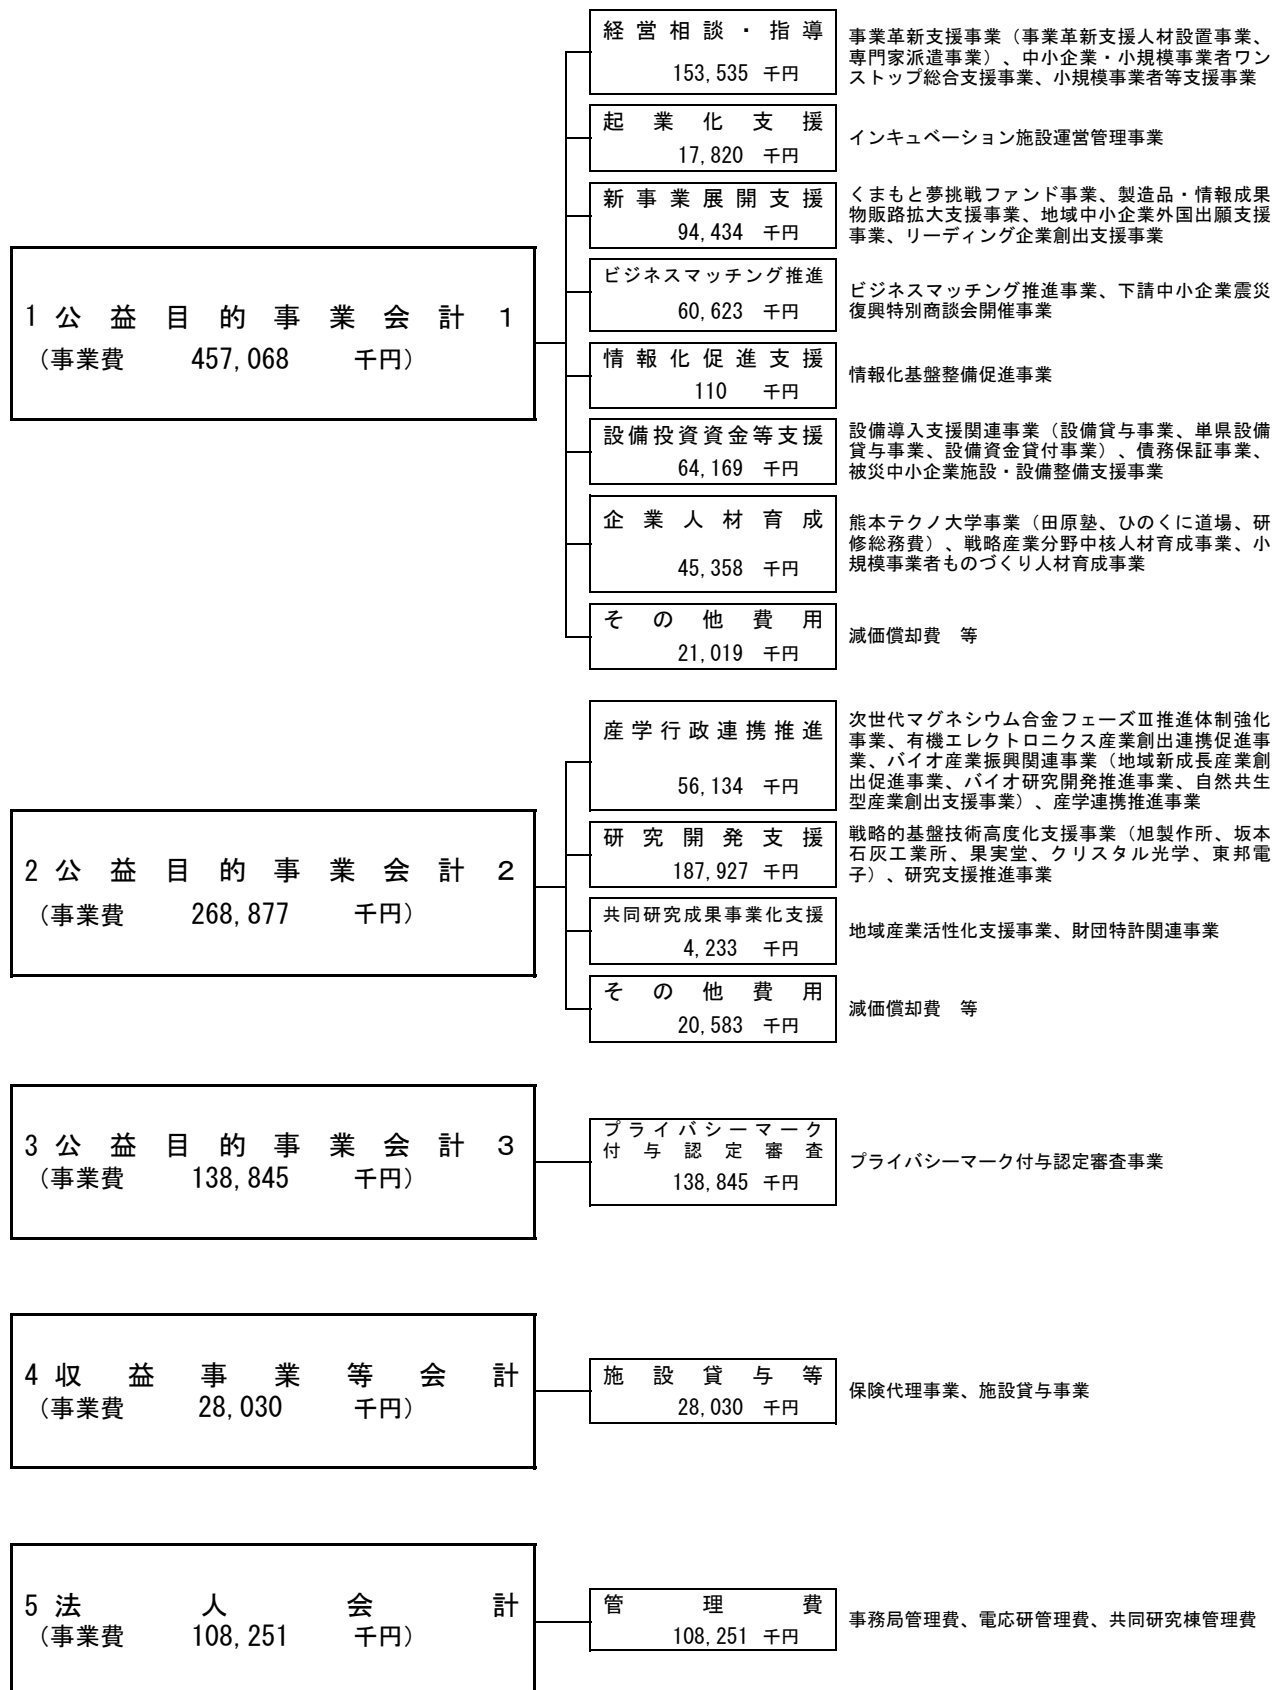 1 公益目的事業会計 1
（事業費 457,068 千円）
経営相談・指導
153,535 千円
事業革新支援事業（事業革新支援人材設置事業、
専門家派遣事業）、中小企業・小規模事業者ワン
ストップ総合支援事業、小規模事業者等支援事業
起業化支援
17,820 千円
インキュベーション施設運営管理事業
新事業展開支援
94,434 千円
くまもと夢挑戦ファンド事業、製造品・情報成果
物販路拡大支援事業、地域中小企業外国出願支援
事業、リーディング企業創出支援事業
ビジネスマッチング推進
60,623 千円
ビジネスマッチング推進事業、下請中小企業震災
復興特別商談会開催事業
情報化促進支援
110 千円
情報化基盤整備促進事業
設備投資資金等支援
64,169 千円
設備導入支援関連事業（設備貸与事業、単県設備
貸与事業、設備資金貸付事業）、債務保証事業、
被災中小企業施設・設備整備支援事業
企業人材育成
45,358 千円
熊本テクノ大学事業（田原塾、ひのくに道場、研
修総務費）、戦略産業分野中核人材育成事業、小
規模事業者ものづくり人材育成事業
その他費用
21,019 千円
減価償却費　等
2 公益目的事業会計 2
（事業費 268,877 千円）
産学行政連携推進
56,134 千円
次世代マグネシウム合金フェーズⅢ推進体制強化
事業、有機エレクトロニクス産業創出連携促進事
業、バイオ産業振興関連事業（地域新成長産業創
出促進事業、バイオ研究開発推進事業、自然共生
型産業創出支援事業）、産学連携推進事業
研究開発支援
187,927 千円
戦略的基盤技術高度化支援事業（旭製作所、坂本
石灰工業所、果実堂、クリスタル光学、東邦電
子）、研究支援推進事業
共同研究成果事業化支援
4,233 千円
地域産業活性化支援事業、財団特許関連事業
その他費用
20,583 千円
減価償却費　等
3 公益目的事業会計 3
（事業費 138,845 千円）
プライバシーマーク
付与認定審査
138,845 千円
プライバシーマーク付与認定審査事業
4 収益事業等会計
（事業費 28,030 千円）
施設貸与等
28,030 千円
保険代理事業、施設貸与事業
5 法人会計
（事業費 108,251 千円）
管理費
108,251 千円
事務局管理費、電応研管理費、共同研究棟管理費